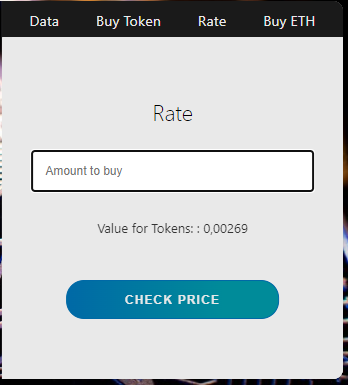 Data Buy Token Rate Buy ETH
Rate
Amount to buy
Value for Tokens: : 0,00269
CHECK PRICE